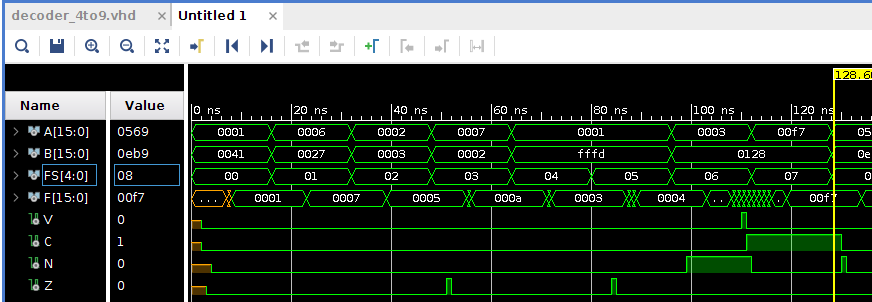 decoder_4to9.vhd × Untitled 1 ×
128.60
Name Value
0 ns 20 ns 40 ns 60 ns 80 ns 100 ns 120 ns
A[15:0] 0569 0001 0006 0002 0007 0001 0003 00f7 05
B[15:0] 0eb9 0041 0027 0003 0002 fffd 0128 0e
FS[4:0] 08 00 01 02 03 04 05 06 07 0
F[15:0] 00f7 ... 0001 0007 0005 000a 0003 0004 .. . 00f7
V 0
C 1
N 0
Z 0